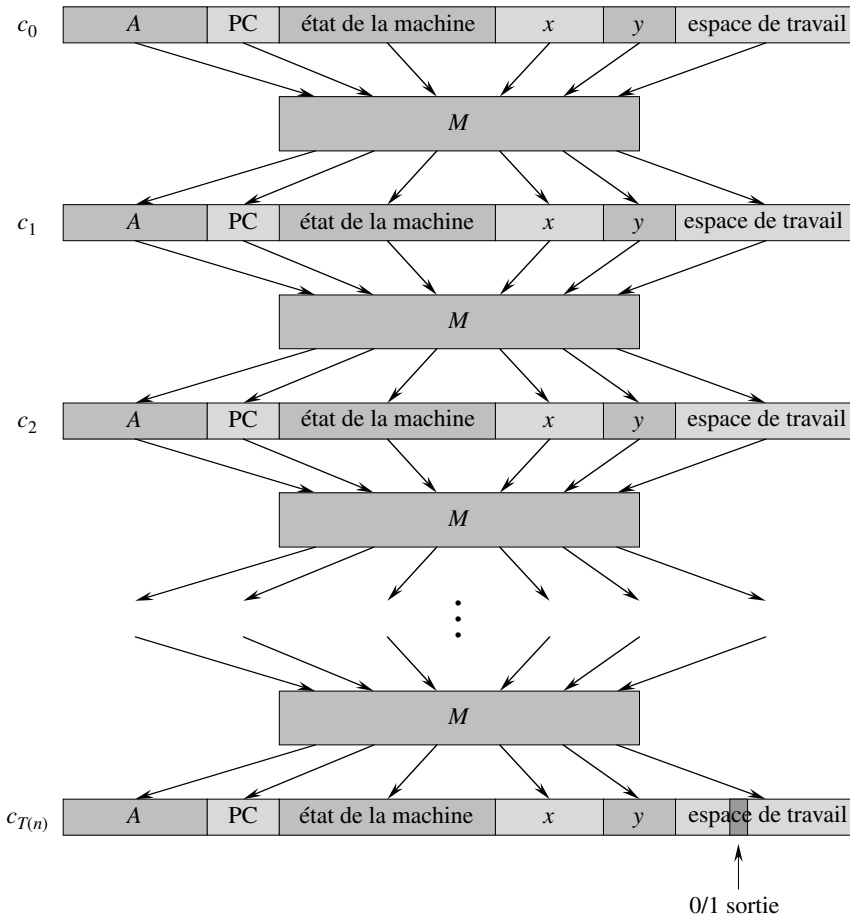 c0 A PC état de la machine x y espace de travail
M
c1 A PC état de la machine x y espace de travail
M
c2 A PC état de la machine x y espace de travail
M
M
cT(n) A PC état de la machine x y espace de travail
0/1 sortie